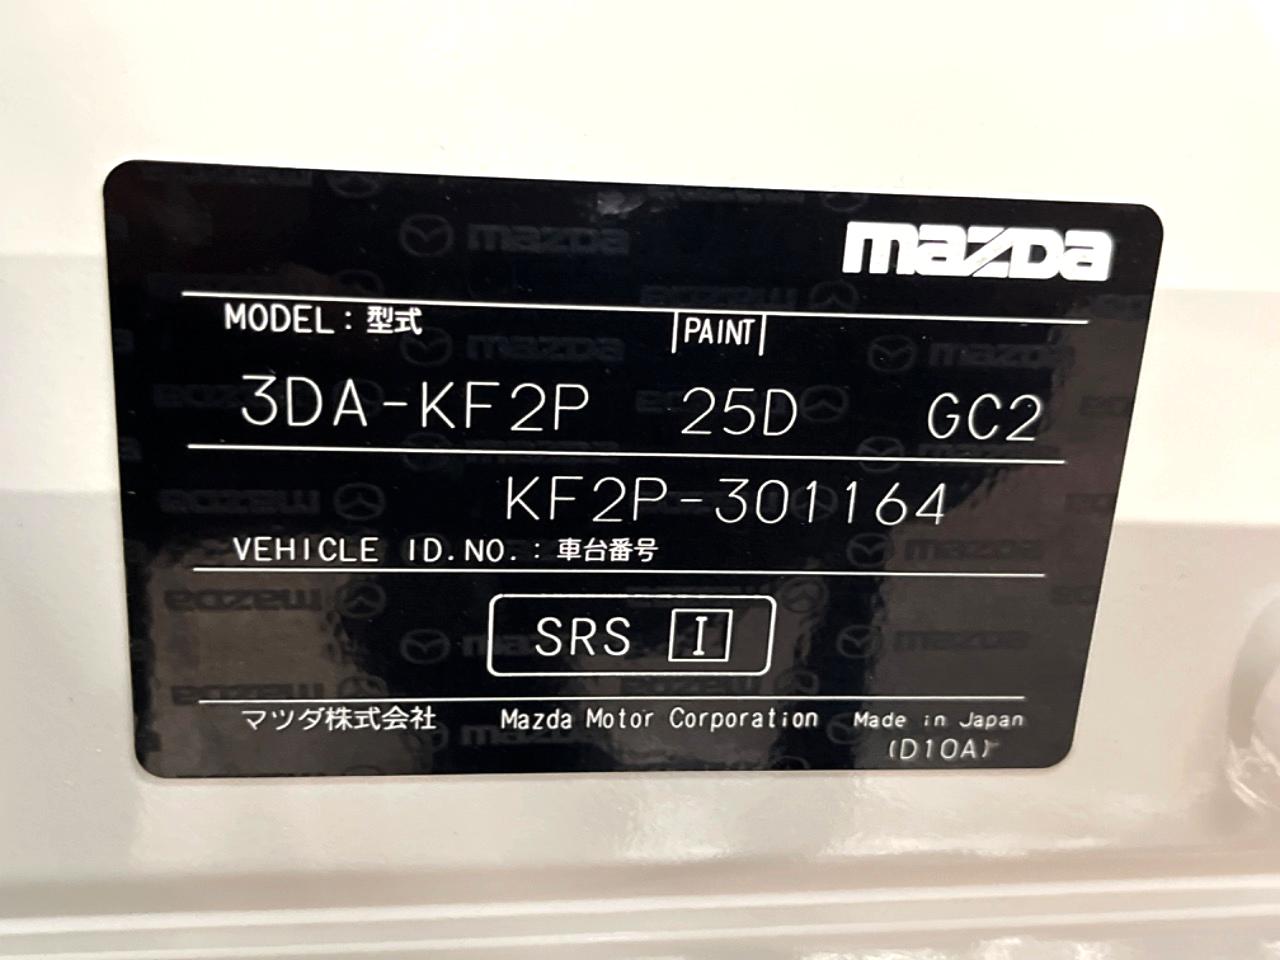 mazda
MODEL : 型式 PAINT
3DA-KF2P 25D GC2
KF2P-301164
VEHICLE ID.NO. : 車台番号
SRS I
マツダ株式会社 Mazda Motor Corporation Made in Japan
(D10A)